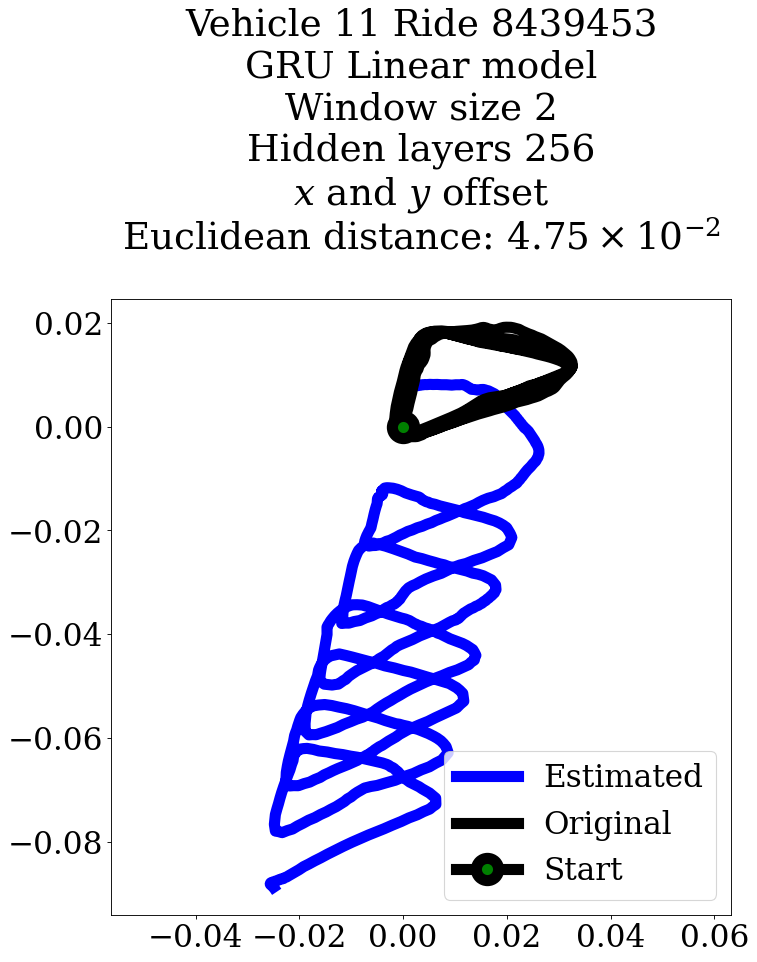 Vehicle 11 Ride 8439453
GRU Linear model
Window size 2
Hidden layers 256
x and y offset
Euclidean distance: 4.75 × 10⁻²
0.02
0.00
−0.02
−0.04
−0.06
−0.08
Estimated
Original
Start
−0.04 −0.02 0.00 0.02 0.04 0.06